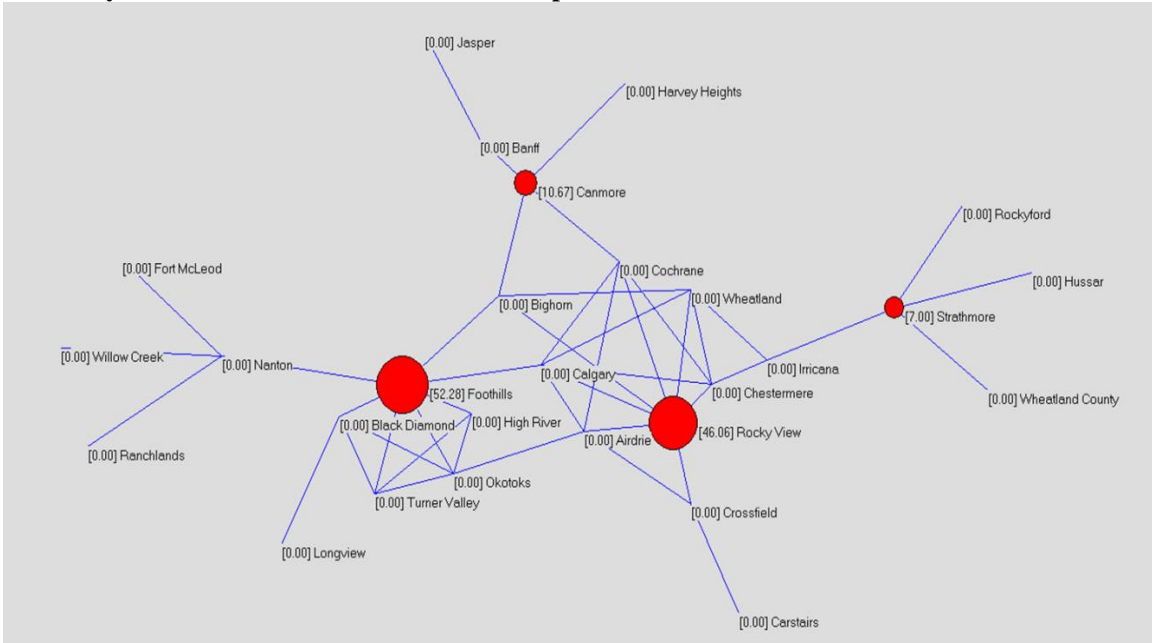 [0.00] Jasper
[0.00] Harvey Heights
[0.00] Banff
[10.67] Canmore
[0.00] Rockyford
[0.00] Fort McLeod
[0.00] Cochrane
[0.00] Hussar
[0.00] Bighorn
[0.00] Wheatland
[7.00] Strathmore
[0.00] Willow Creek
[0.00] Nanton
[0.00] Calgary
[0.00] Irricana
[52.28] Foothills
[0.00] Chestermere
[0.00] Wheatland County
[0.00] Black Diamond
[0.00] High River
[0.00] Airdrie
[46.06] Rocky View
[0.00] Ranchlands
[0.00] Okotoks
[0.00] Turner Valley
[0.00] Crossfield
[0.00] Longview
[0.00] Carstairs